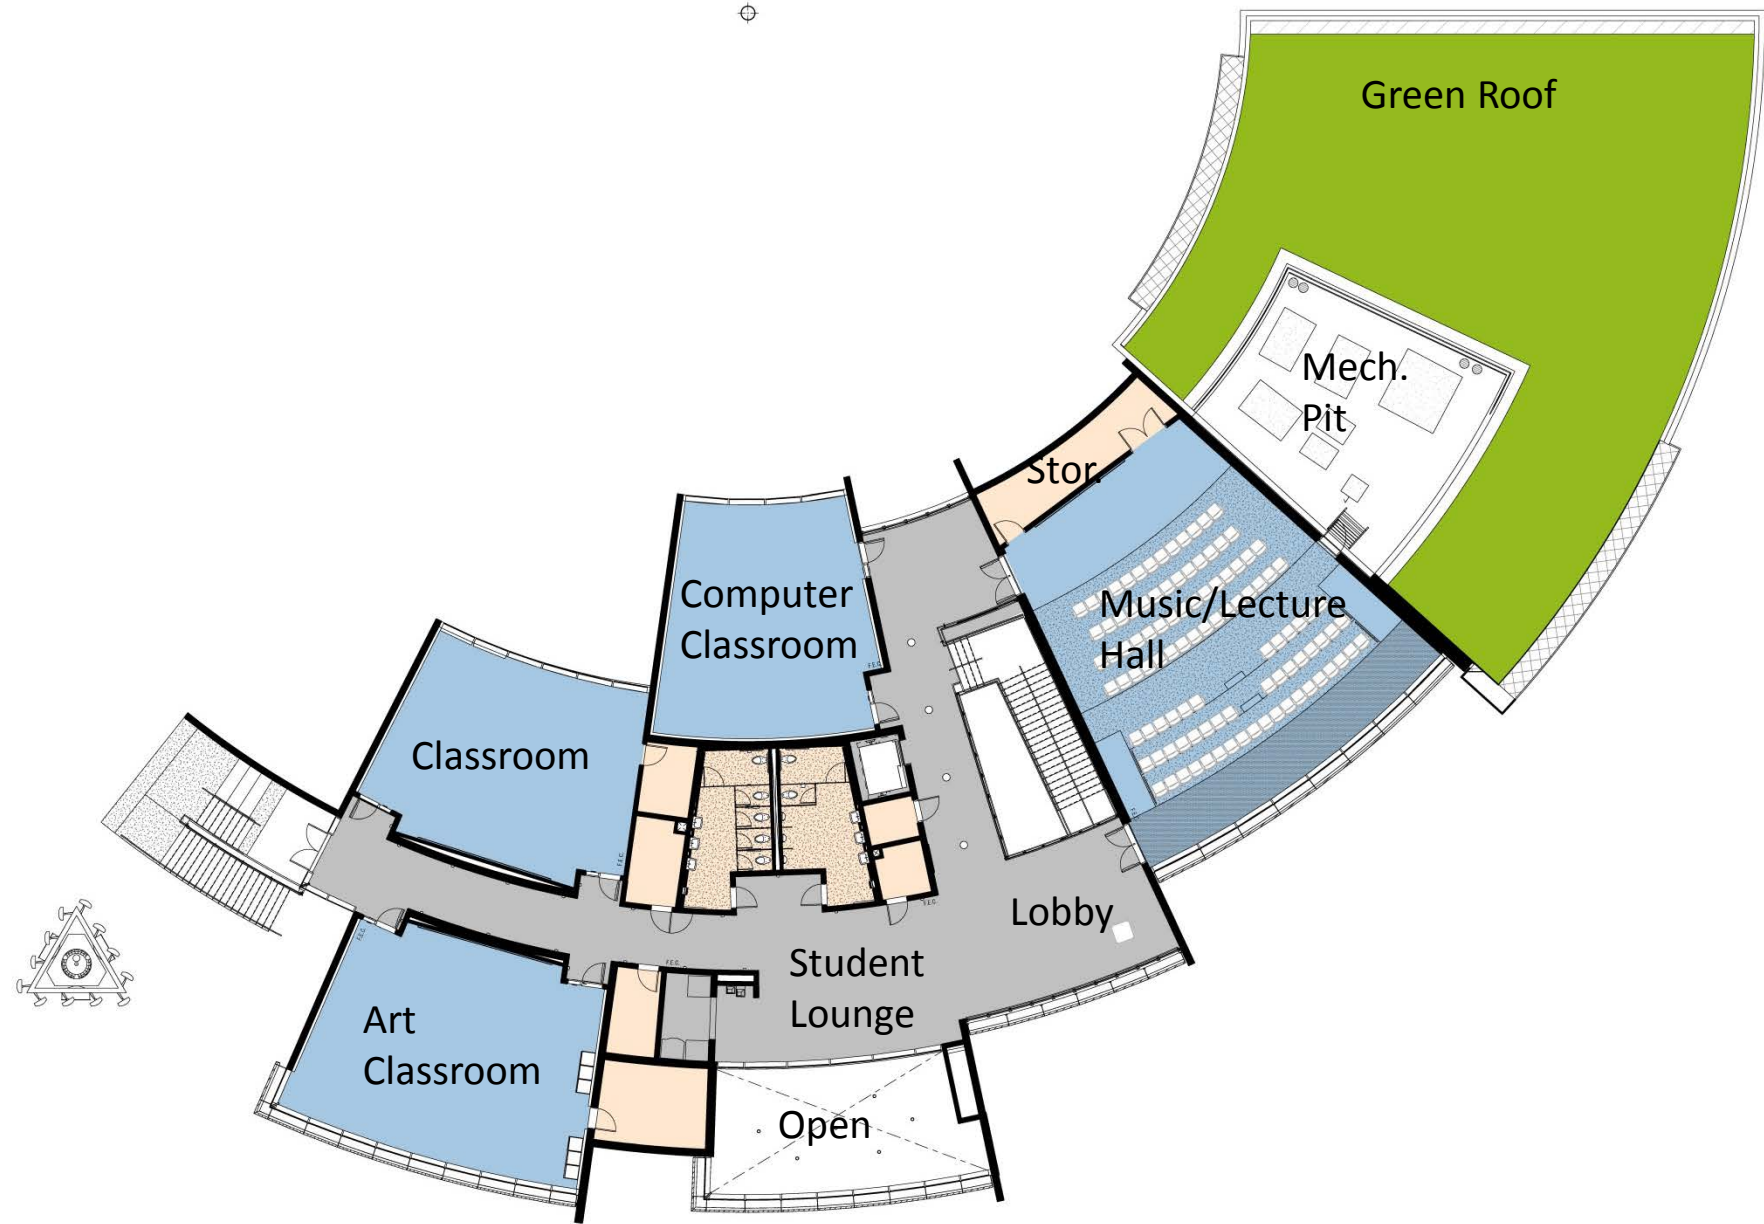 Green Roof
Mech.
Pit
Stor.
Computer
Classroom
Music/Lecture
Hall
Classroom
Lobby
Student
Lounge
Art
Classroom
Open
F.E.C.
F.E.C.
F.E.C.
F.E.C.
F.E.C.